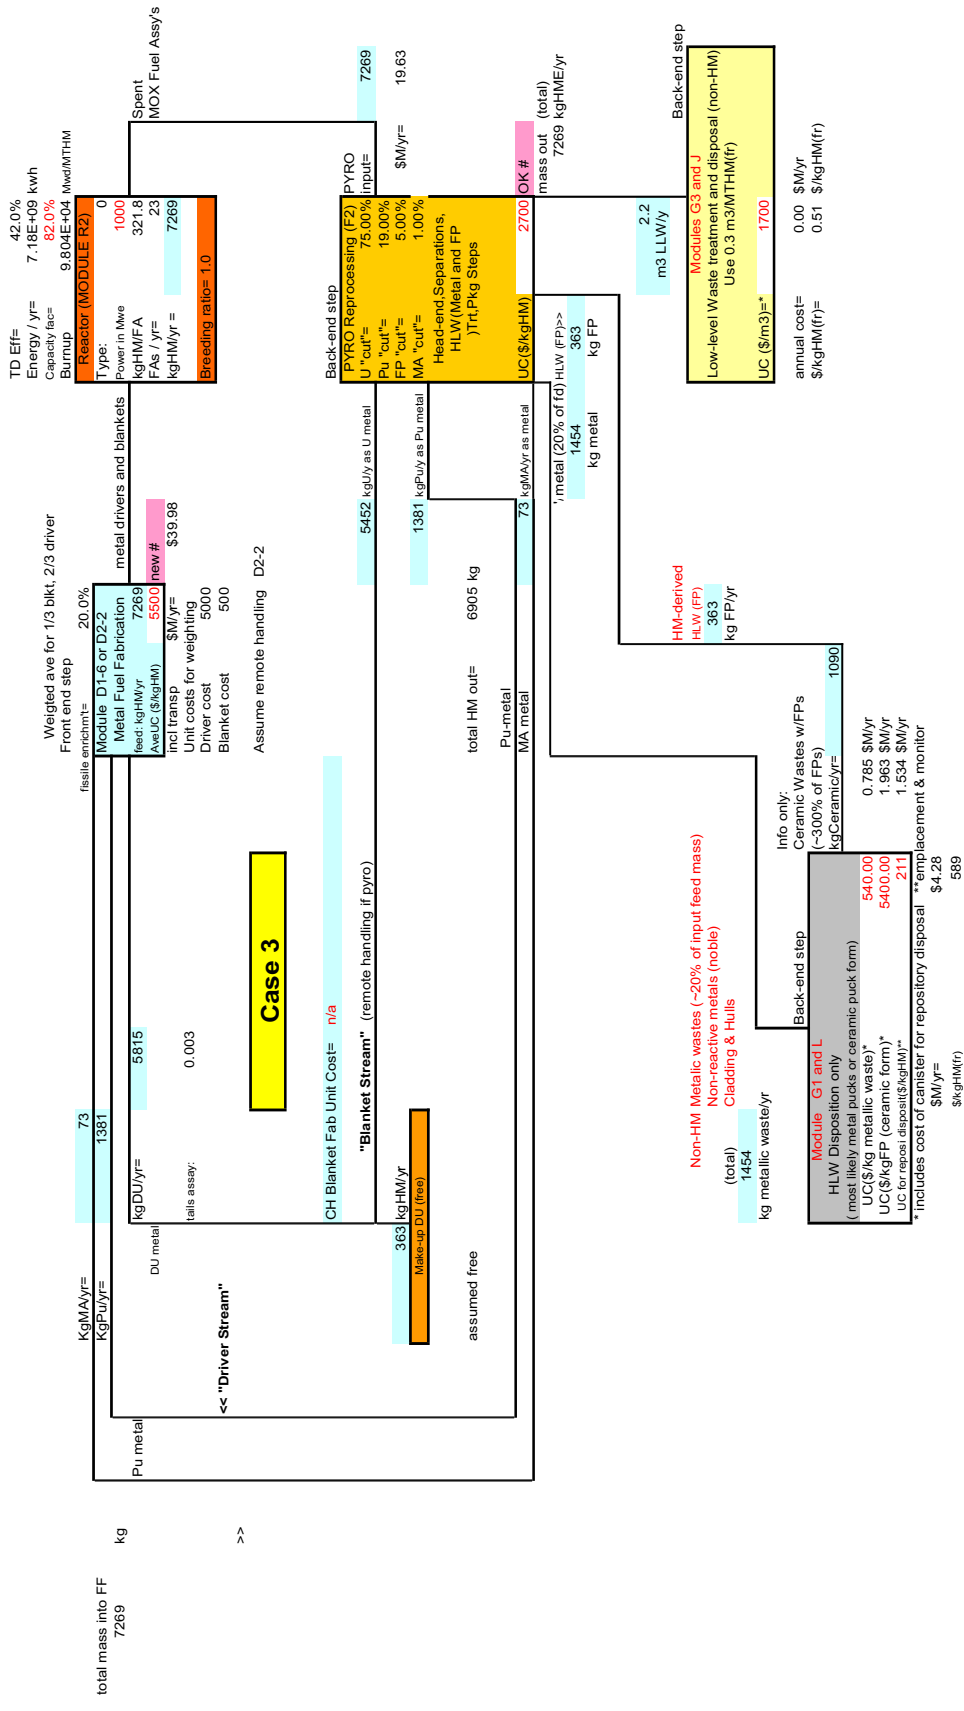 TD Eff= 42.0%
Energy / yr= 7.18E+09 kwh
Capacity fac= 82.0%
Burnup 9.804E+04 Mwd/MTHM
Reactor (MODULE R2)
Type: 0
Power in Mwe 1000
kgHM/FA 321.8
FAs / yr= 23
kgHM/yr = 7269
Breeding ratio= 1.0
Spent
MOX Fuel Assy's
metal drivers and blankets
Weigted ave for 1/3 blkt, 2/3 driver
Front end step
fissile enrichm't= 20.0%
Module D1-6 or D2-2
Metal Fuel Fabrication
feed: kgHM/yr 7269
AveUC ($/kgHM) 5500 new #
incl transp $M/yr= $39.98
Unit costs for weighting
Driver cost 5000
Blanket cost 500
Assume remote handling D2-2
KgMA/yr= 73
KgPu/yr= 1381
kgDU/yr= 5815
DU metal
tails assay: 0.003
Pu metal
total mass into FF
7269 kg
>>
<< "Driver Stream"
Case 3
CH Blanket Fab Unit Cost= n/a
"Blanket Stream" (remote handling if pyro)
363 kgHM/yr
Make-up DU (free)
assumed free
Back-end step
PYRO Reprocessing (F2)
U "cut"= 75.00%
Pu "cut"= 19.00%
FP "cut"= 5.00%
MA "cut"= 1.00%
Head-end,Separations,
HLW(Metal and FP
)Trt,Pkg Steps
UC($/kgHM) 2700 OK #
PYRO
input= 7269
$M/yr= 19.63
mass out (total)
7269 kgHME/yr
5452 kgU/y as U metal
1381 kgPu/y as Pu metal
73 kgMA/yr as metal
total HM out= 6905 kg
Pu-metal
MA metal
metal (20% of fd) HLW (FP)>>
1454 363
kg metal kg FP
2.2
m3 LLW/y
Back-end step
Modules G3 and J
Low-level Waste treatment and disposal (non-HM)
Use 0.3 m3/MTHM(fr)
UC ($/m3)=* 1700
annual cost= 0.00 $M/yr
$/kgHM(fr)= 0.51 $/kgHM(fr)
HM-derived
HLW (FP)
363
kg FP/yr
Non-HM Metalic wastes (~20% of input feed mass)
Non-reactive metals (noble)
Cladding & Hulls
(total)
1454
kg metallic waste/yr
Info only:
Ceramic Wastes w/FPs
(~300% of FPs)
kgCeramic/yr= 1090
Back-end step
Module G1 and L
HLW Disposition only
( most likely metal pucks or ceramic puck form)
UC($/kg metallic waste)* 540.00 0.785 $M/yr
UC($/kgFP (ceramic form)* 5400.00 1.963 $M/yr
UC for reposi disposit($/kgHM)** 211 1.534 $M/yr
* includes cost of canister for repository disposal **emplacement & monitor
$M/yr= $4.28
$/kgHM(fr) 589